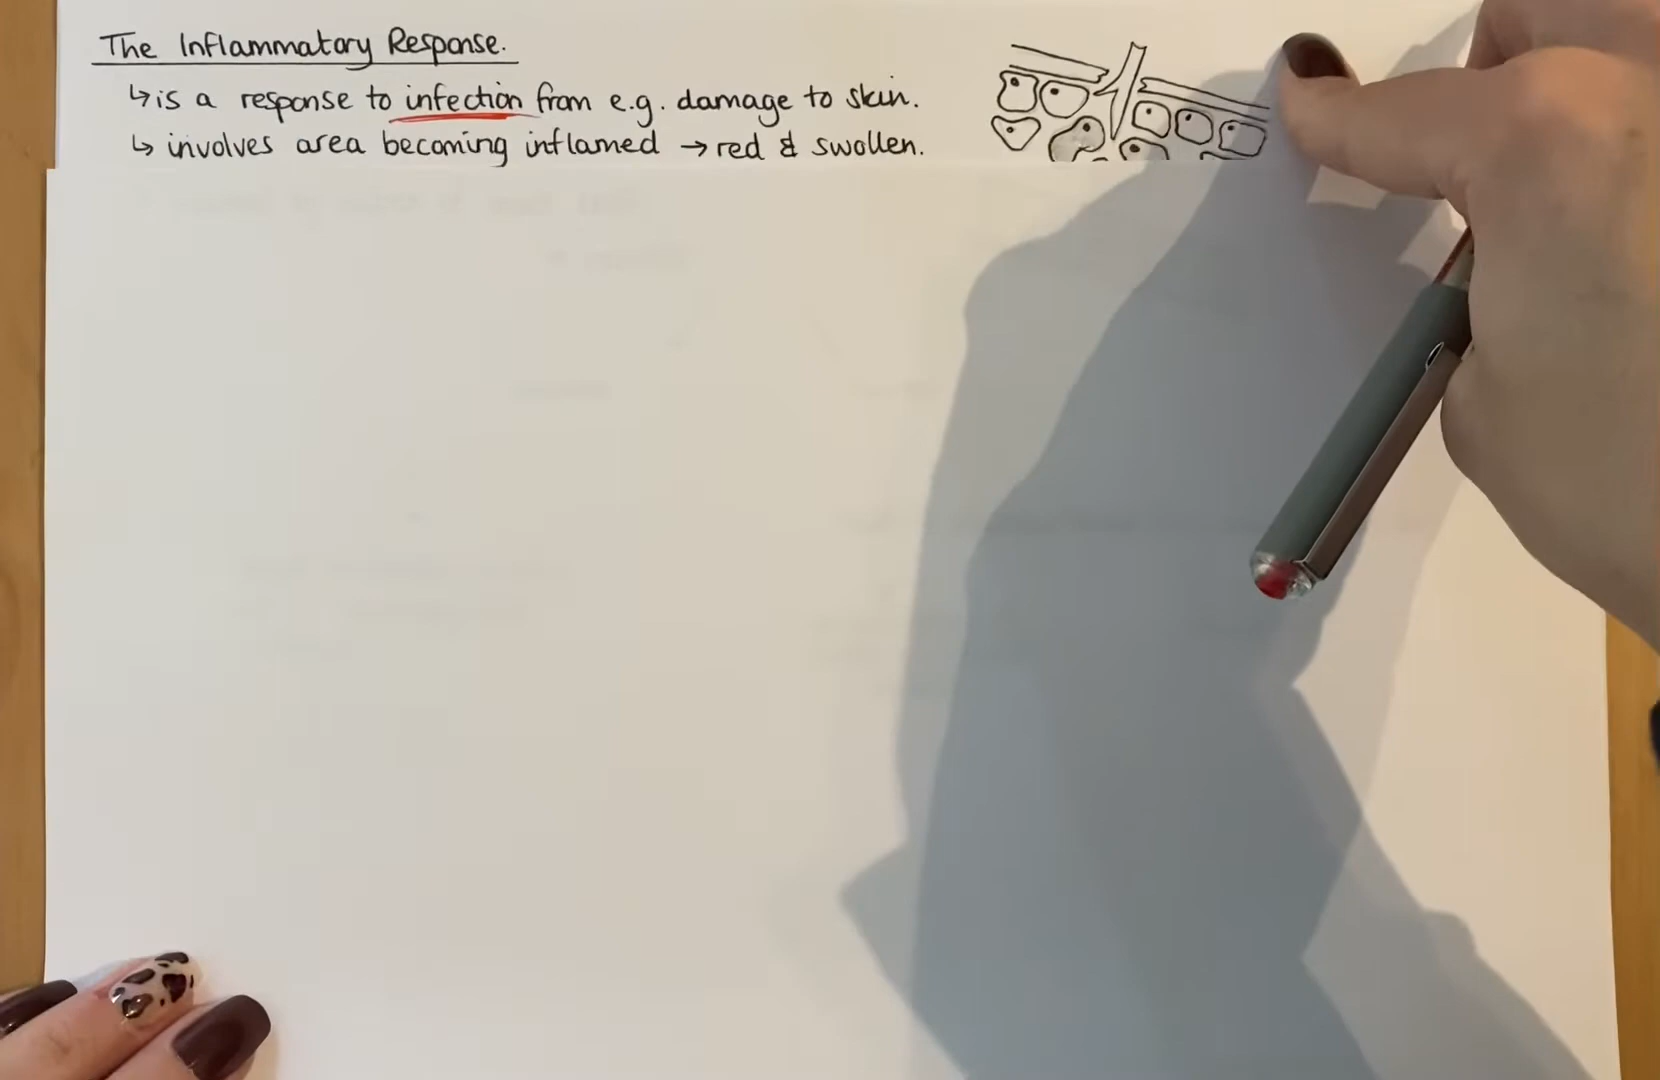 The Inflammatory Response.
↳ is a response to infection from e.g. damage to skin.
↳ involves area becoming inflamed → red & swollen.